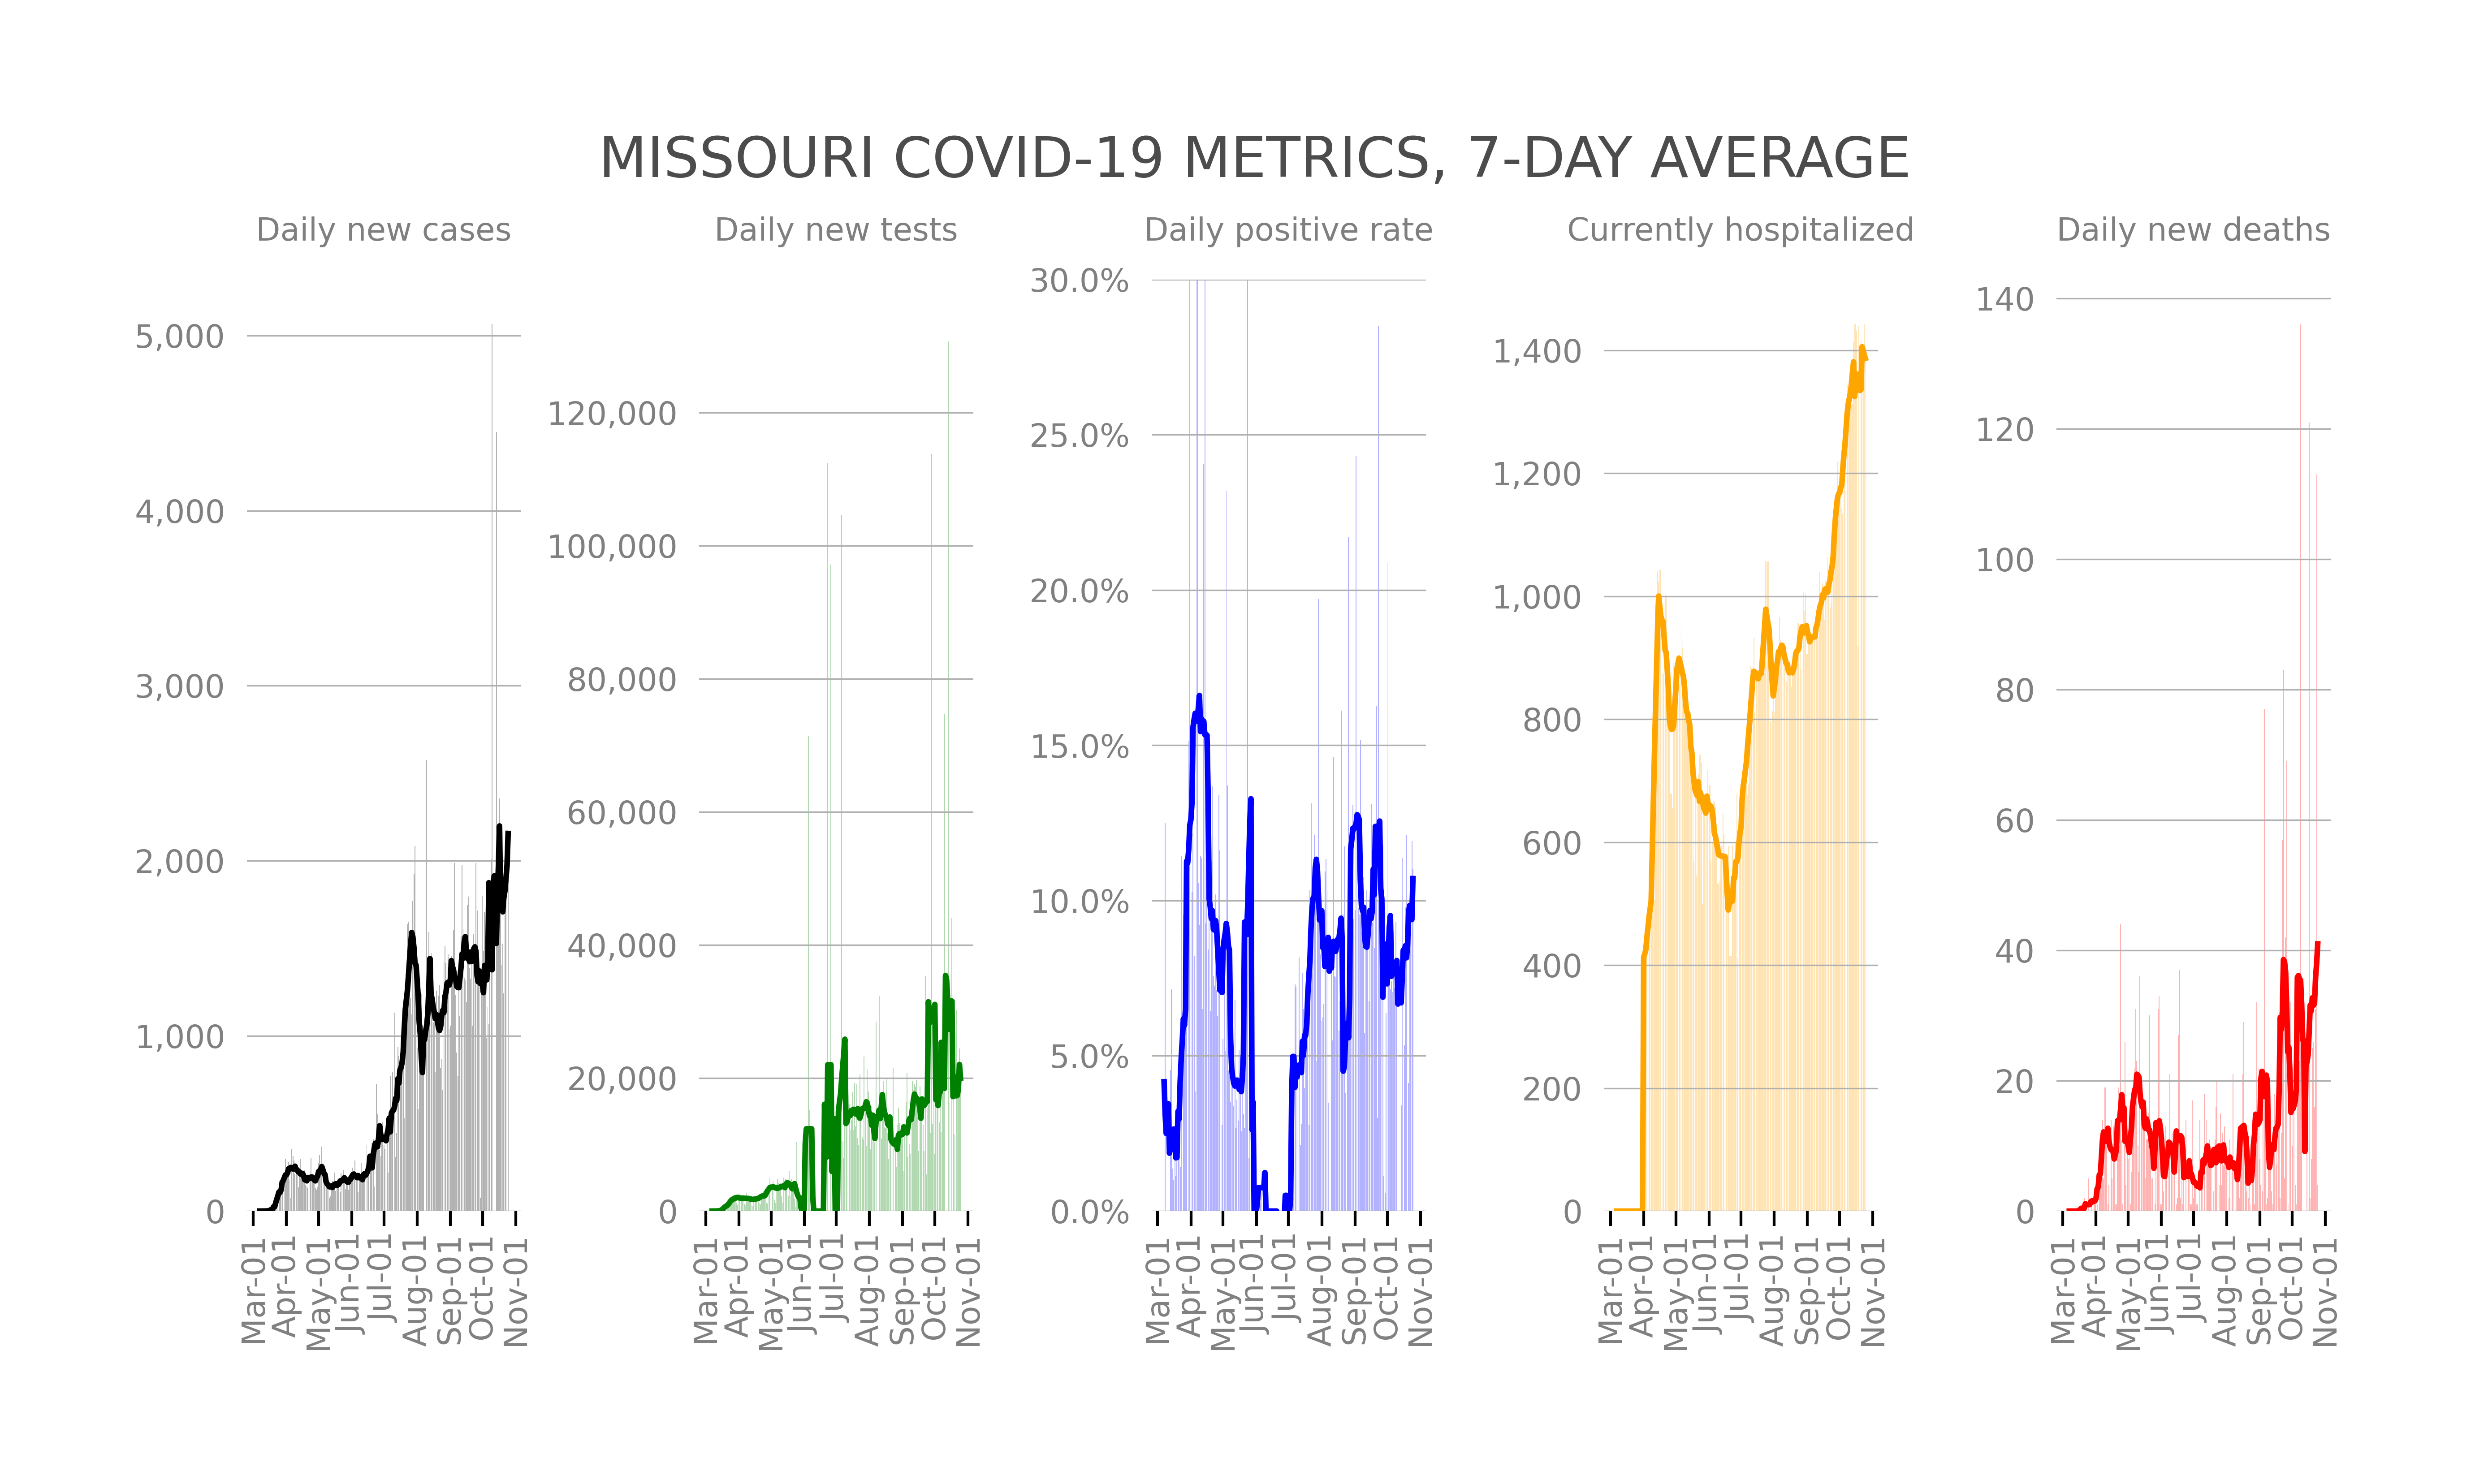 MISSOURI COVID-19 METRICS, 7-DAY AVERAGE
Daily new cases
5,000
4,000
3,000
2,000
1,000
0
Mar-01
Apr-01
May-01
Jun-01
Jul-01
Aug-01
Sep-01
Oct-01
Nov-01
Daily new tests
120,000
100,000
80,000
60,000
40,000
20,000
0
Mar-01
Apr-01
May-01
Jun-01
Jul-01
Aug-01
Sep-01
Oct-01
Nov-01
Daily positive rate
30.0%
25.0%
20.0%
15.0%
10.0%
5.0%
0.0%
Mar-01
Apr-01
May-01
Jun-01
Jul-01
Aug-01
Sep-01
Oct-01
Nov-01
Currently hospitalized
1,400
1,200
1,000
800
600
400
200
0
Mar-01
Apr-01
May-01
Jun-01
Jul-01
Aug-01
Sep-01
Oct-01
Nov-01
Daily new deaths
140
120
100
80
60
40
20
0
Mar-01
Apr-01
May-01
Jun-01
Jul-01
Aug-01
Sep-01
Oct-01
Nov-01